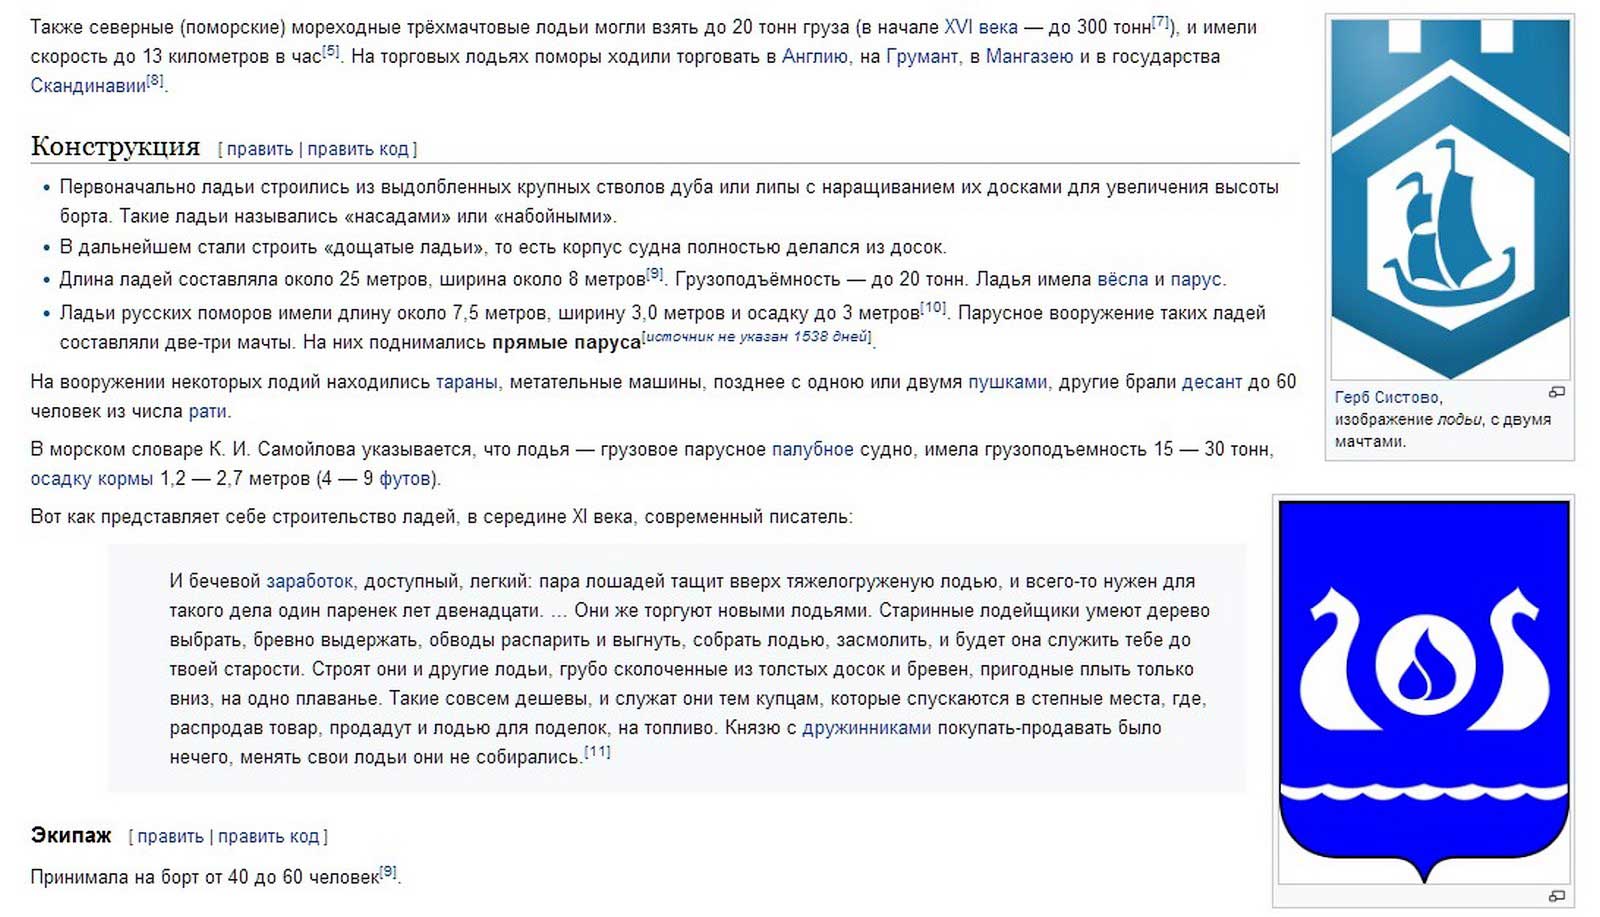 Также северные (поморские) мореходные трёхмачтовые лодьи могли взять до 20 тонн груза (в начале XVI века — до 300 тонн[7]), и имели
скорость до 13 километров в час[5]. На торговых лодьях поморы ходили торговать в Англию, на Грумант, в Мангазею и в государства
Скандинавии[8].
Конструкция [ править | править код ]
• Первоначально ладьи строились из выдолбленных крупных стволов дуба или липы с наращиванием их досками для увеличения высоты
борта. Такие ладьи назывались «насадами» или «набойными».
• В дальнейшем стали строить «дощатые ладьи», то есть корпус судна полностью делался из досок.
• Длина ладей составляла около 25 метров, ширина около 8 метров[9]. Грузоподъёмность — до 20 тонн. Ладья имела вёсла и парус.
• Ладьи русских поморов имели длину около 7,5 метров, ширину 3,0 метров и осадку до 3 метров[10]. Парусное вооружение таких ладей
составляли две-три мачты. На них поднимались прямые паруса[источник не указан 1538 дней].
На вооружении некоторых лодий находились тараны, метательные машины, позднее с одною или двумя пушками, другие брали десант до 60
человек из числа рати.
В морском словаре К. И. Самойлова указывается, что лодья — грузовое парусное палубное судно, имела грузоподъемность 15 — 30 тонн,
осадку кормы 1,2 — 2,7 метров (4 — 9 футов).
Вот как представляет себе строительство ладей, в середине XI века, современный писатель:
И бечевой заработок, доступный, легкий: пара лошадей тащит вверх тяжелогруженую лодью, и всего-то нужен для
такого дела один паренек лет двенадцати. … Они же торгуют новыми лодьями. Старинные лодейщики умеют дерево
выбрать, бревно выдержать, обводы распарить и выгнуть, собрать лодью, засмолить, и будет она служить тебе до
твоей старости. Строят они и другие лодьи, грубо сколоченные из толстых досок и бревен, пригодные плыть только
вниз, на одно плаванье. Такие совсем дешевы, и служат они тем купцам, которые спускаются в степные места, где,
распродав товар, продадут и лодью для поделок, на топливо. Князю с дружинниками покупать-продавать было
нечего, менять свои лодьи они не собирались.[11]
Экипаж [ править | править код ]
Принимала на борт от 40 до 60 человек[9].
Герб Систово,
изображение лодьи, с двумя
мачтами.